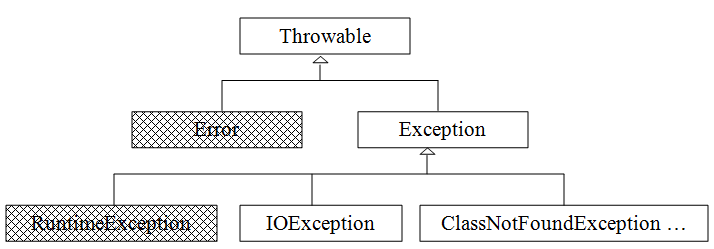 Throwable
Error
Exception
RuntimeException
IOException
ClassNotFoundException ...